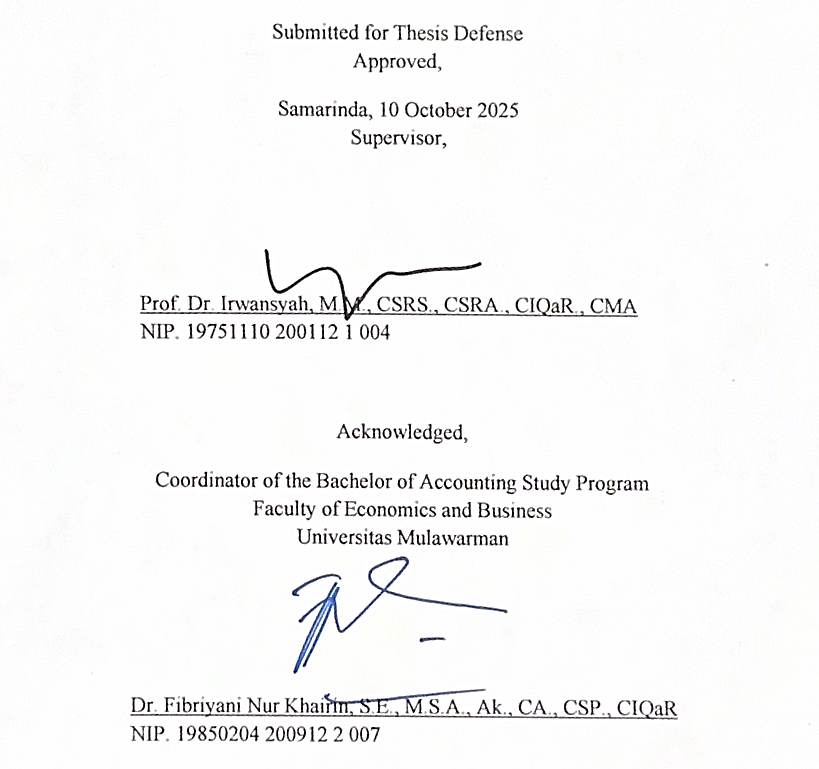 Submitted for Thesis Defense
Approved,
Samarinda, 10 October 2025
Supervisor,
Prof. Dr. Irwansyah, M.M., CSRS., CSRA., CIQaR., CMA
NIP. 19751110 200112 1 004
Acknowledged,
Coordinator of the Bachelor of Accounting Study Program
Faculty of Economics and Business
Universitas Mulawarman
Dr. Fibriyani Nur Khairin, S.E., M.S.A., Ak., CA., CSP., CIQaR
NIP. 19850204 200912 2 007